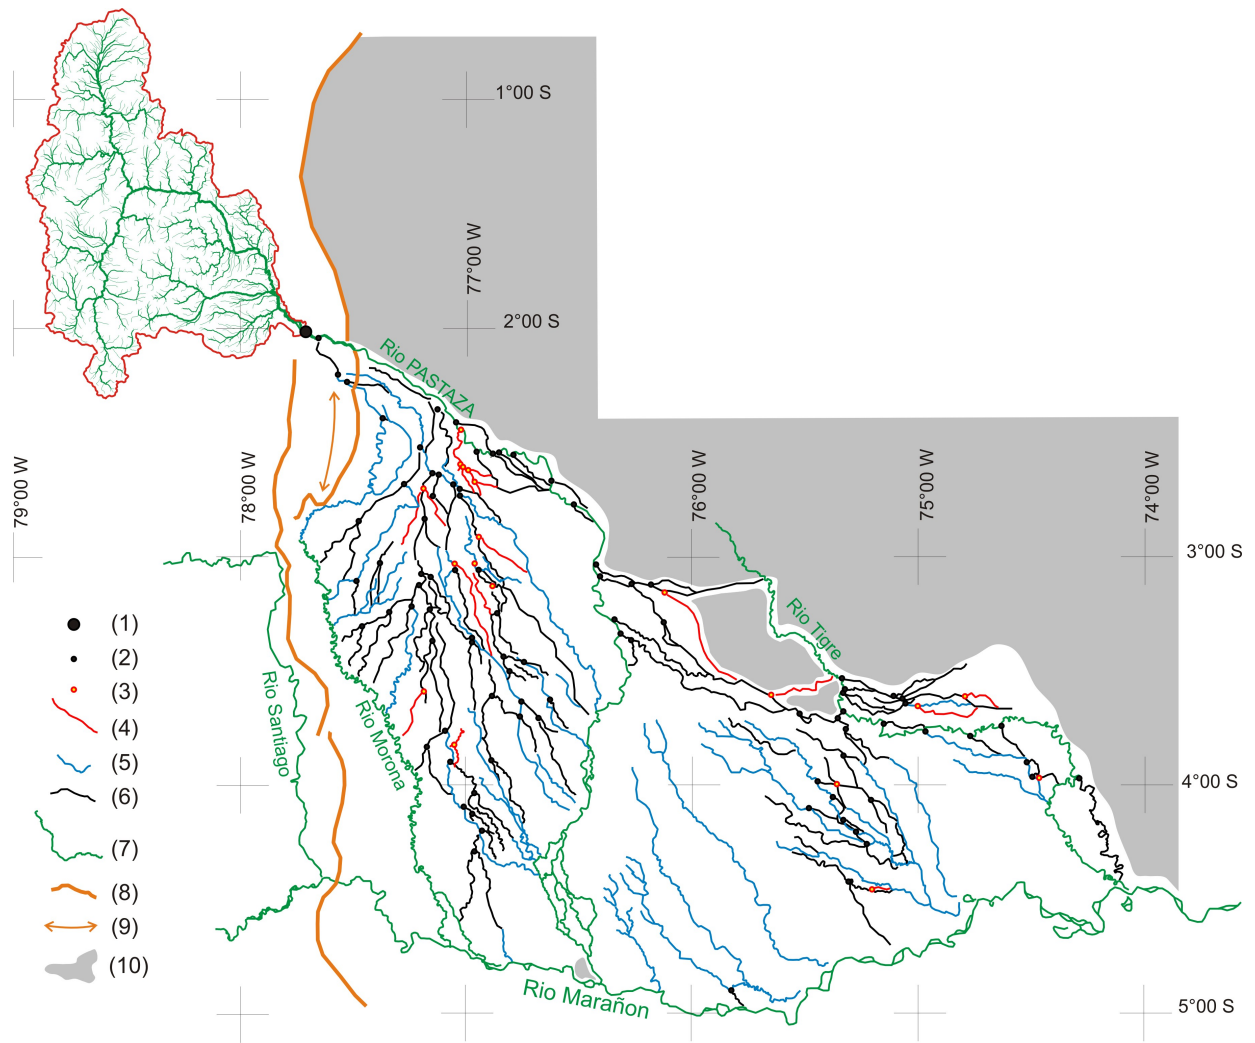 1°00 S
77°00 W
2°00 S
Rio PASTAZA
79°00 W
78°00 W
76°00 W
75°00 W
74°00 W
3°00 S
Rio Tigre
(1)
(2)
(3)
(4)
(5)
(6)
(7)
(8)
(9)
(10)
Rio Santiago
Rio Morona
4°00 S
Rio Marañon
5°00 S